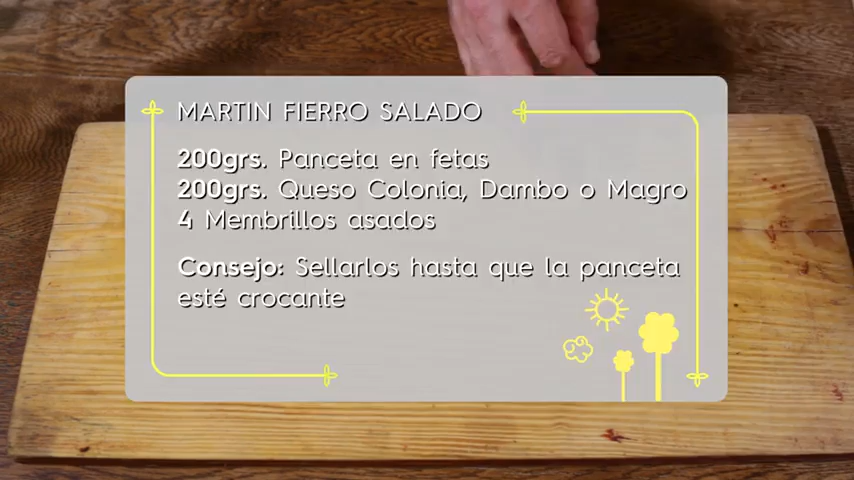 MARTIN FIERRO SALADO
200grs. Panceta en fetas
200grs. Queso Colonia, Dambo o Magro
4 Membrillos asados
Consejo: Sellarlos hasta que la panceta
esté crocante